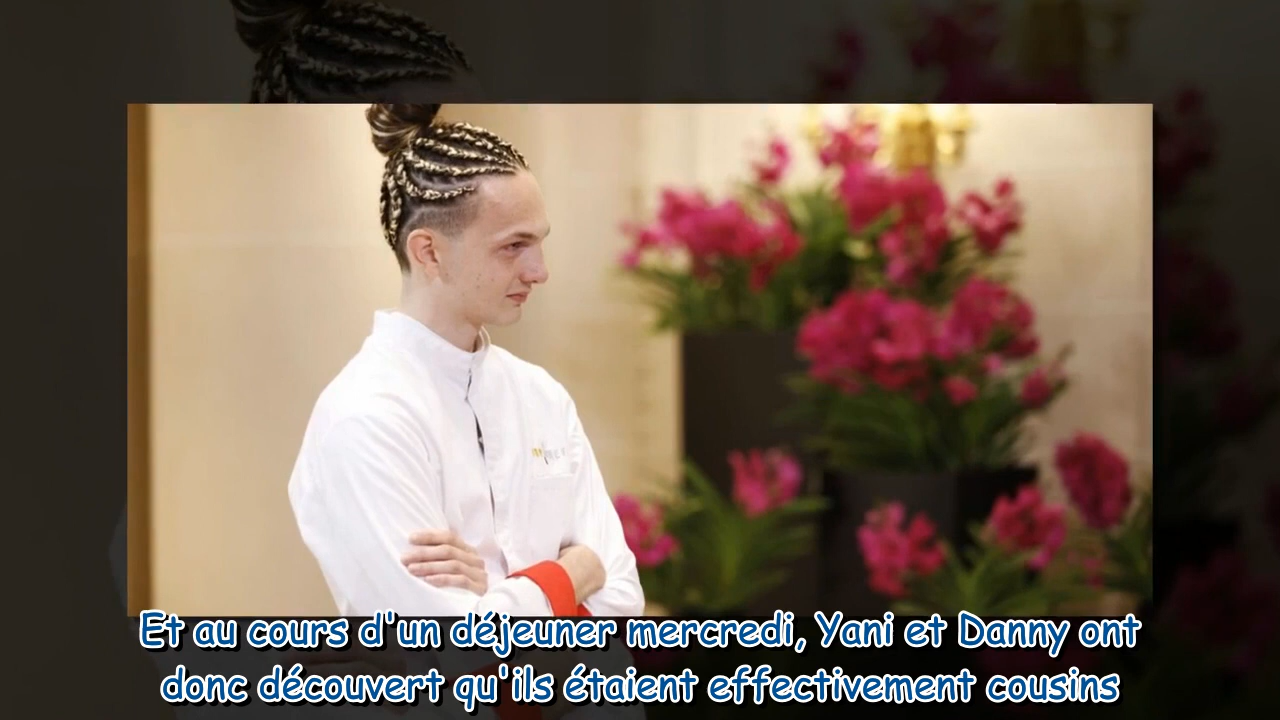 Et au cours d'un déjeuner mercredi, Yani et Danny ont
donc découvert qu'ils étaient effectivement cousins